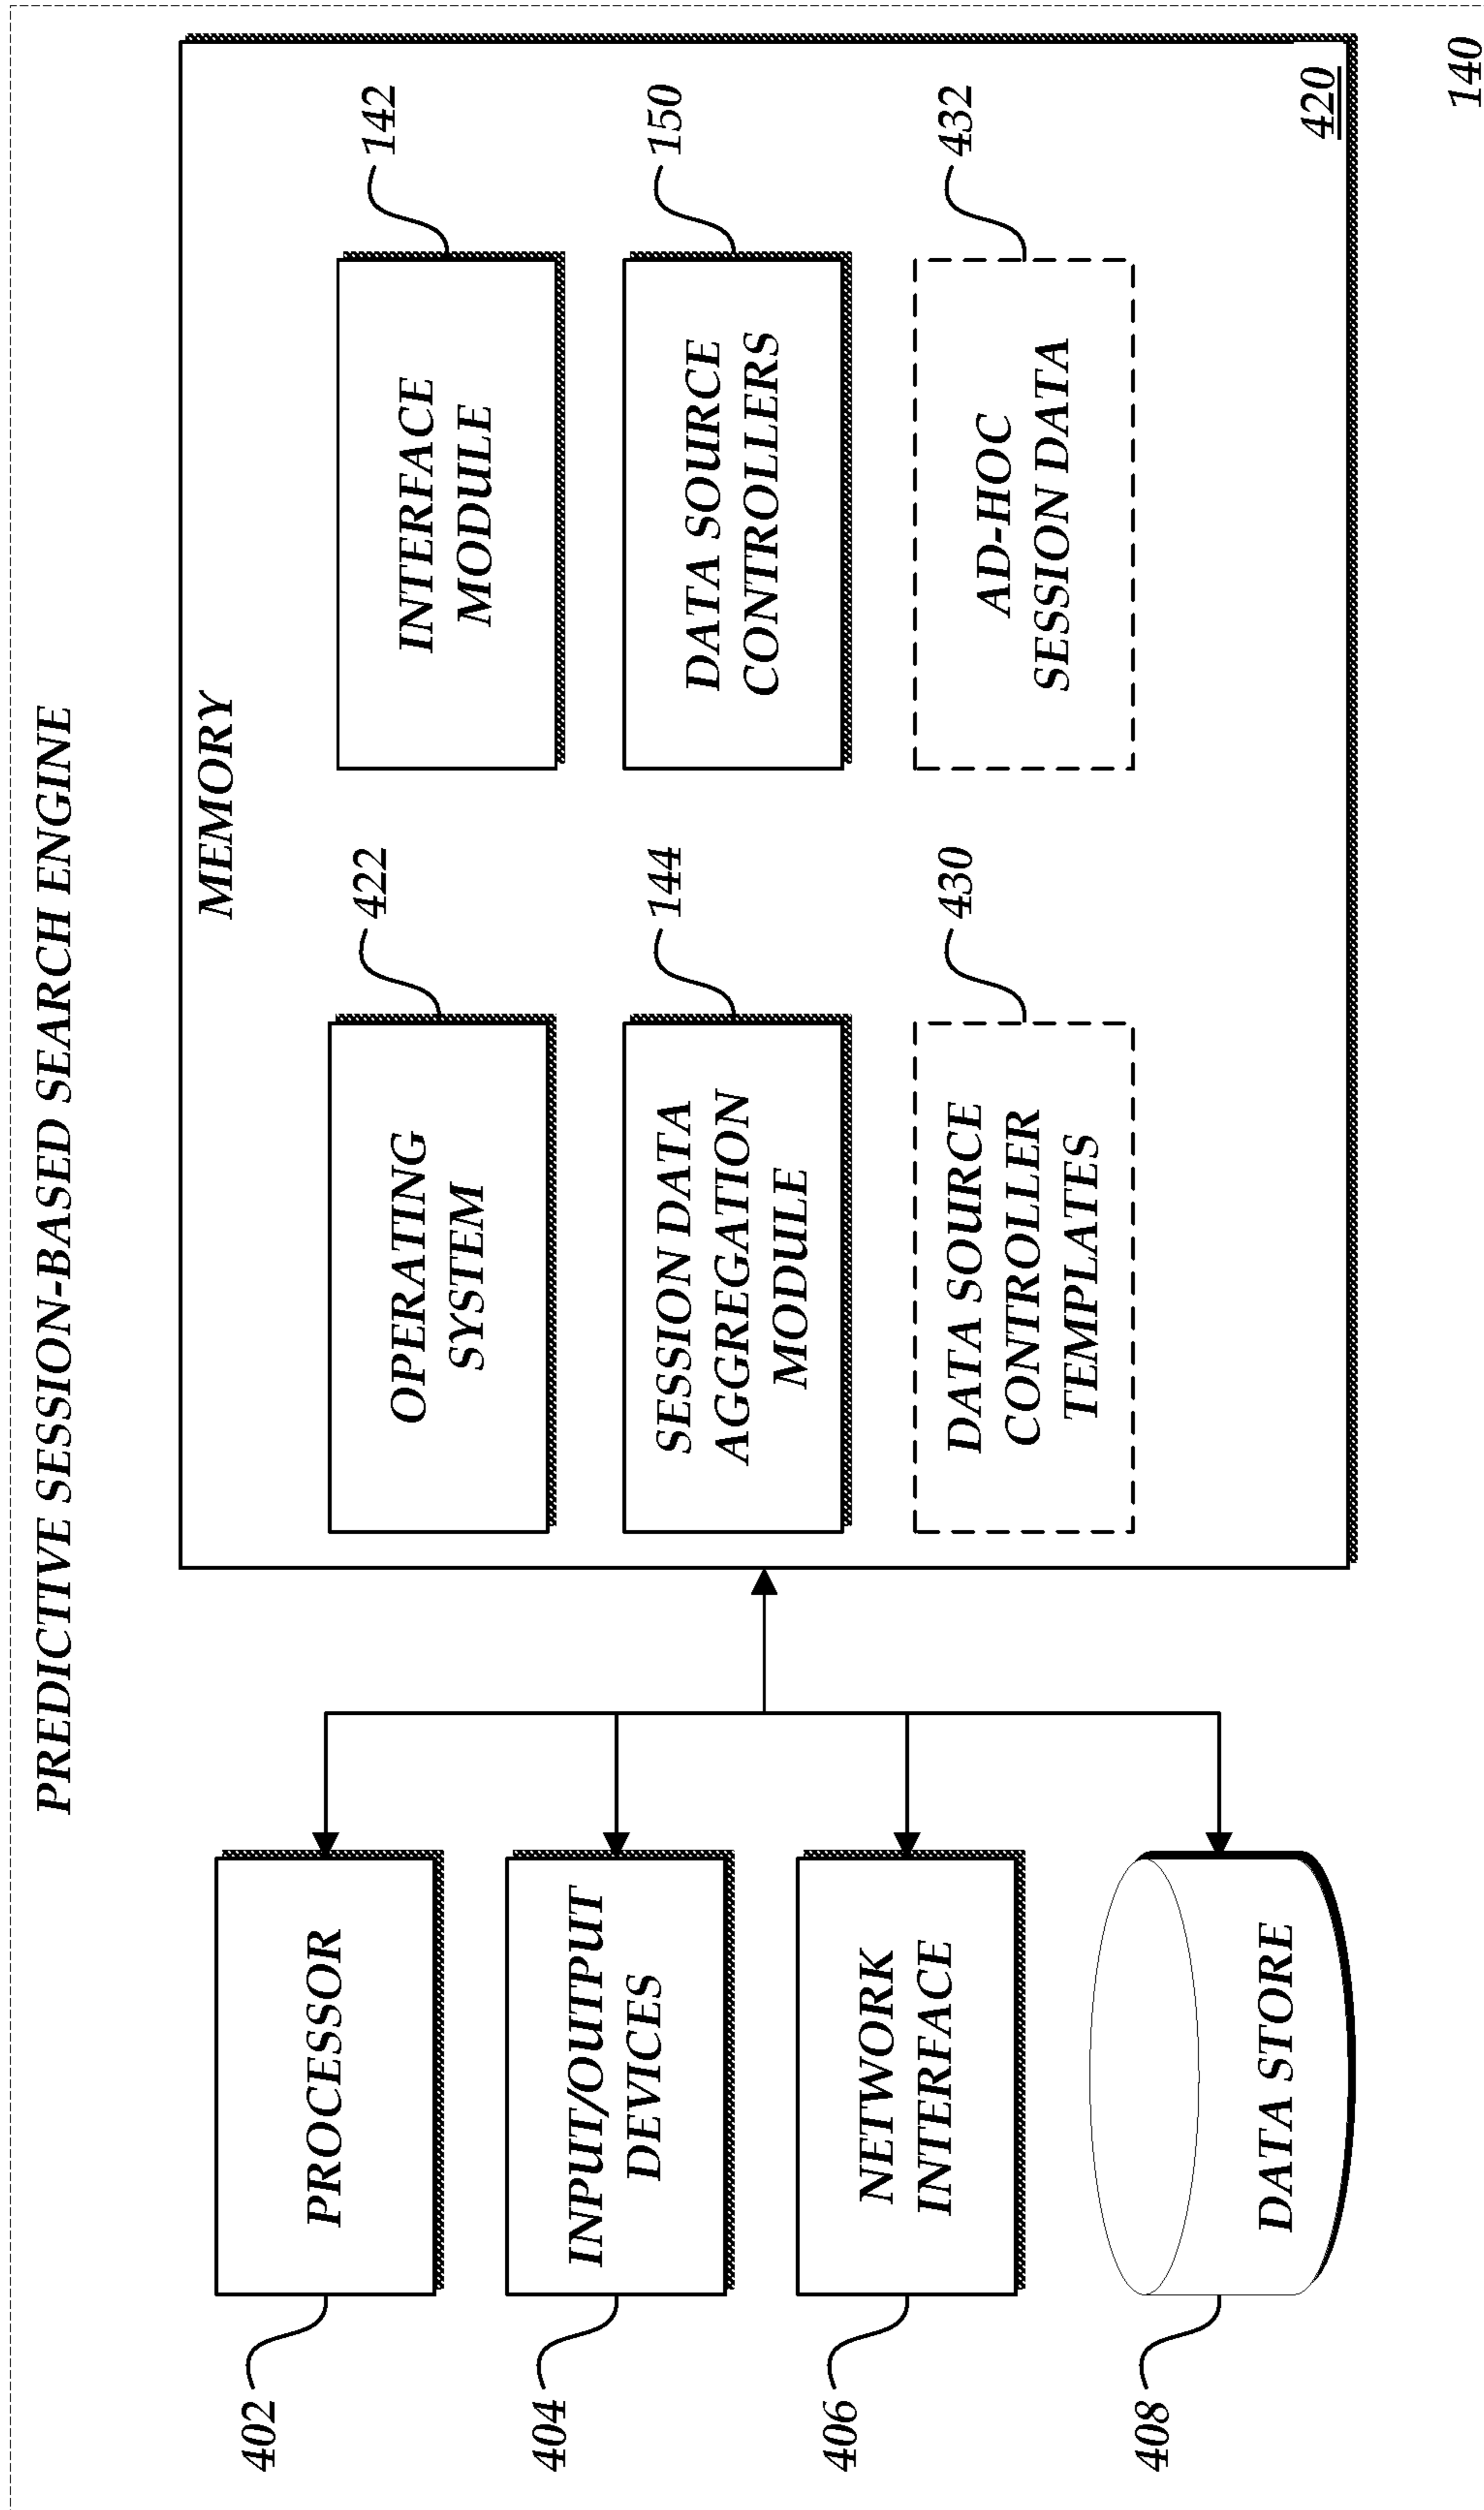 PREDICTIVE SESSION-BASED SEARCH ENGINE
402
PROCESSOR
404
INPUT/OUTPUT
DEVICES
406
NETWORK
INTERFACE
408
DATA STORE
MEMORY
OPERATING
SYSTEM
422
INTERFACE
MODULE
142
SESSION DATA
AGGREGATION
MODULE
144
DATA SOURCE
CONTROLLERS
150
DATA SOURCE
CONTROLLER
TEMPLATES
430
AD-HOC
SESSION DATA
432
420
140